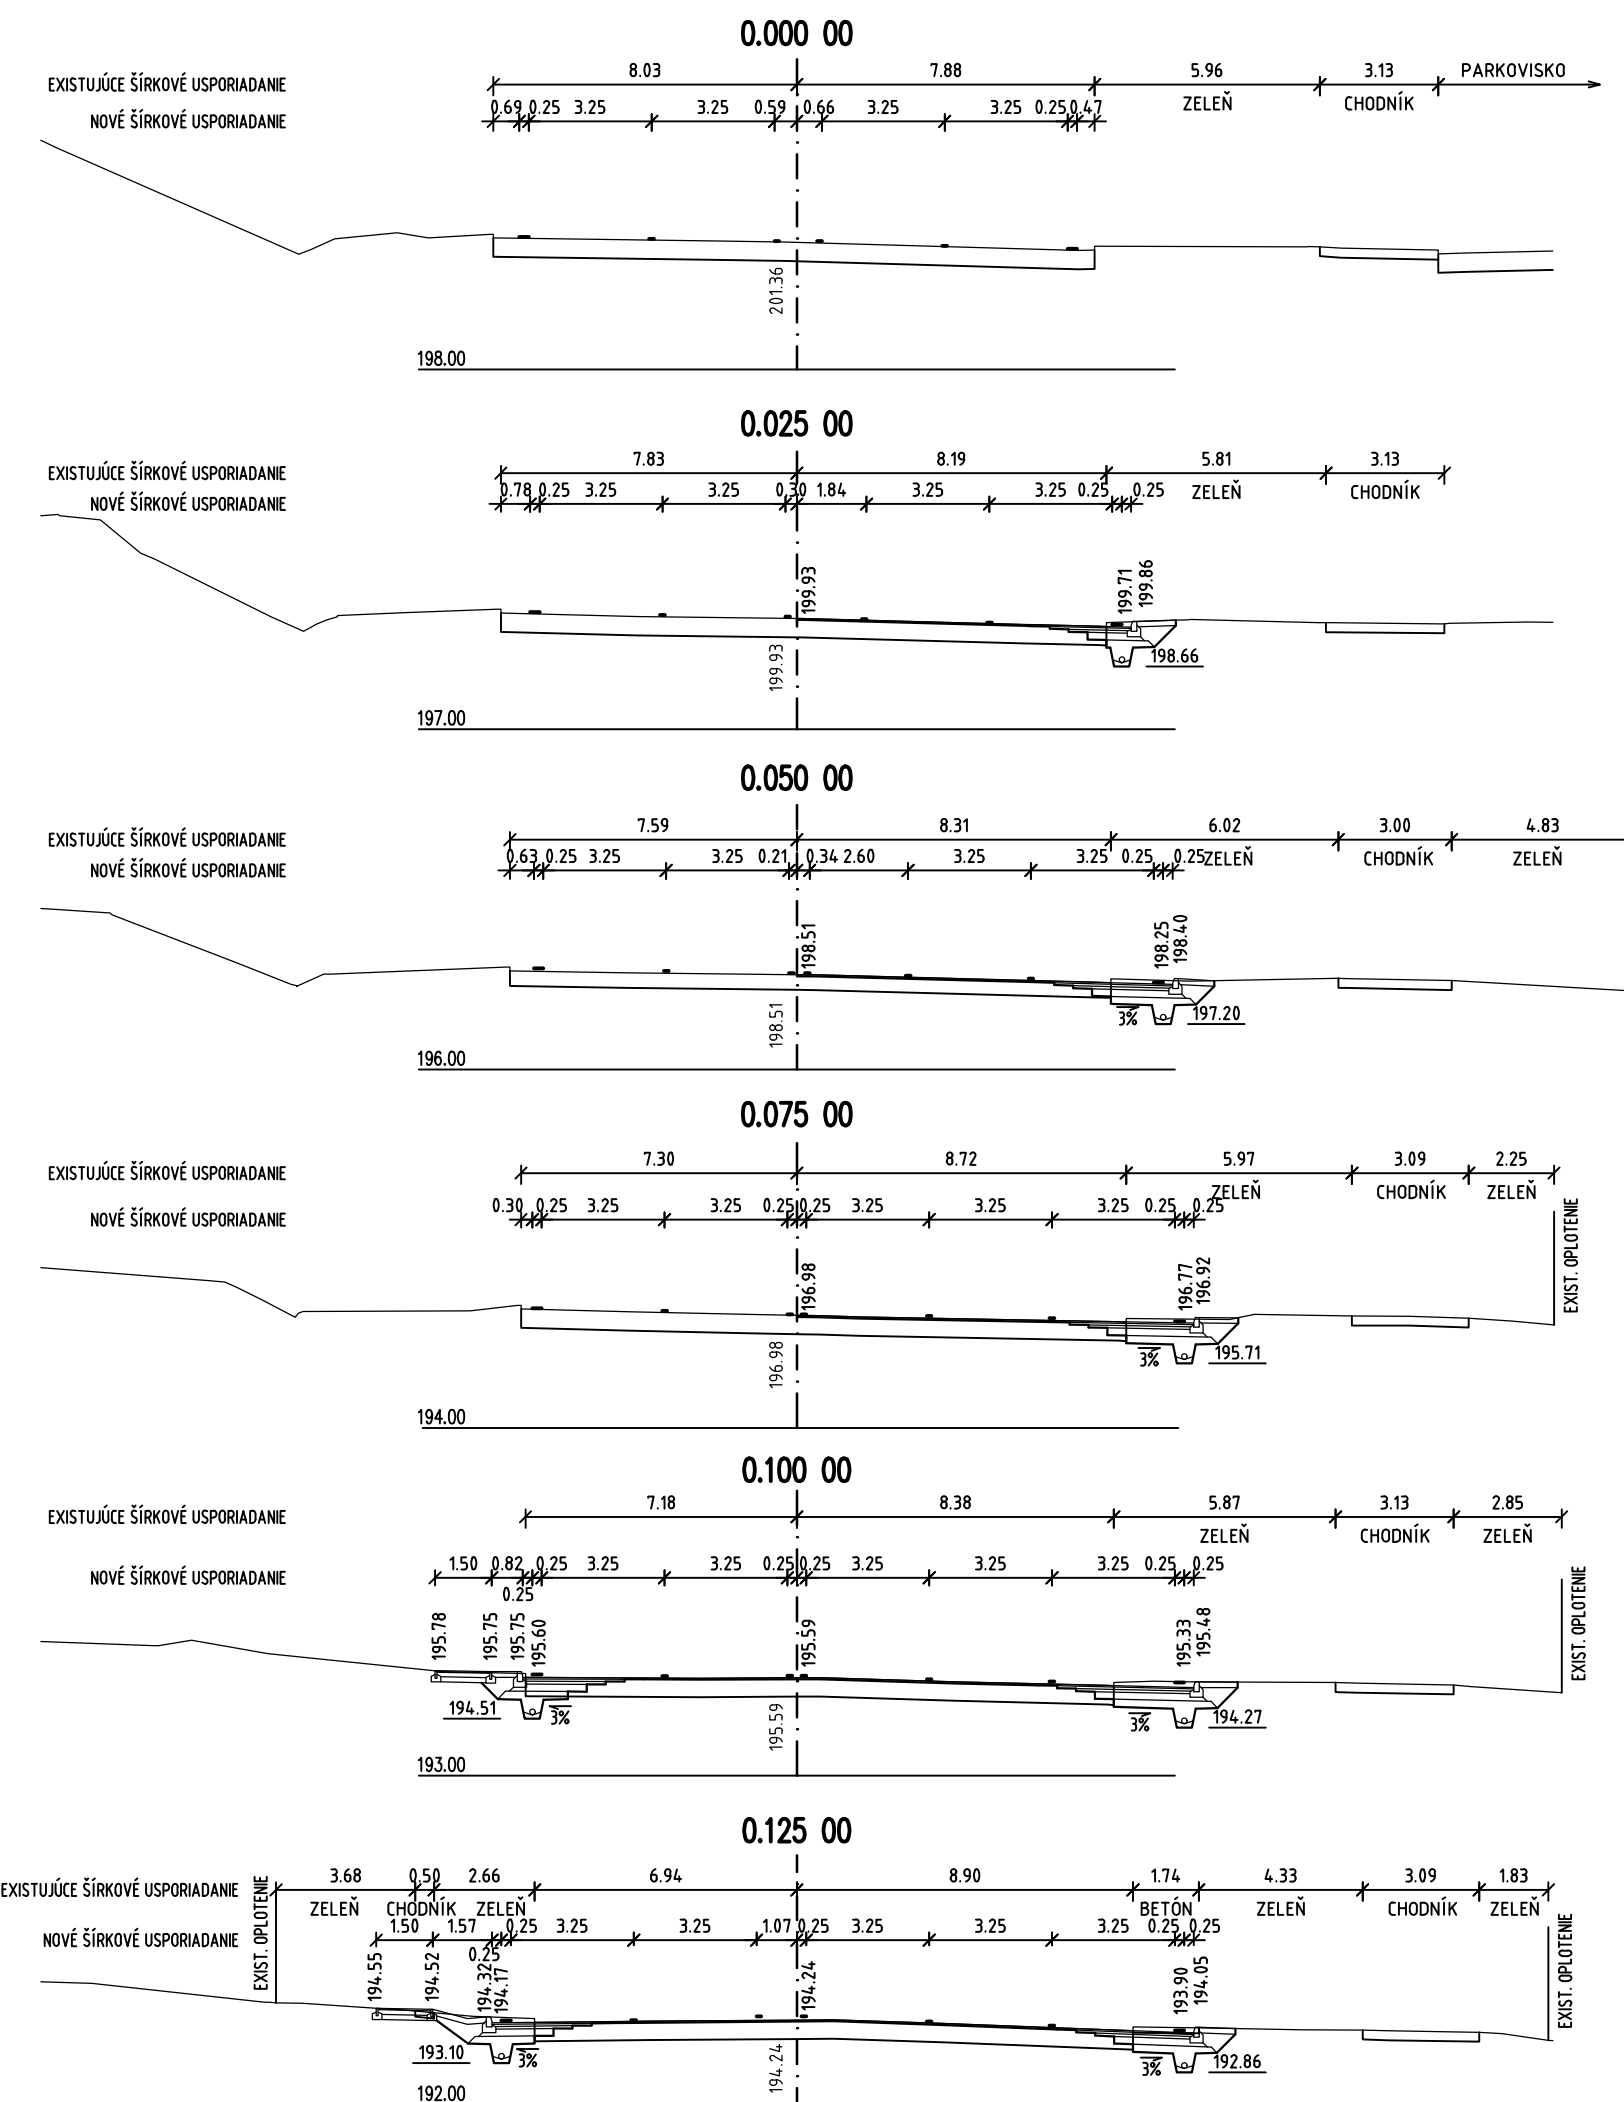 0.000 00
8.03 7.88 5.96 3.13 PARKOVISKO
EXISTUJÚCE ŠÍRKOVÉ USPORIADANIE
ZELEŇ CHODNÍK
0.69 0.25 3.25 3.25 0.59 0.66 3.25 3.25 0.25 0.47
NOVÉ ŠÍRKOVÉ USPORIADANIE
201.36
198.00
0.025 00
7.83 8.19 5.81 3.13
EXISTUJÚCE ŠÍRKOVÉ USPORIADANIE
ZELEŇ CHODNÍK
0.78 0.25 3.25 3.25 0.30 1.84 3.25 3.25 0.25 0.25
NOVÉ ŠÍRKOVÉ USPORIADANIE
199.93 199.71 199.86
199.93
198.66
197.00
0.050 00
7.59 8.31 6.02 3.00 4.83
EXISTUJÚCE ŠÍRKOVÉ USPORIADANIE
ZELEŇ CHODNÍK ZELEŇ
0.63 0.25 3.25 3.25 0.21 0.34 2.60 3.25 3.25 0.25 0.25
NOVÉ ŠÍRKOVÉ USPORIADANIE
198.51 198.25 198.40
198.51
3% 197.20
196.00
0.075 00
7.30 8.72 5.97 3.09 2.25
EXISTUJÚCE ŠÍRKOVÉ USPORIADANIE
ZELEŇ CHODNÍK ZELEŇ
0.30 0.25 3.25 3.25 0.25 0.25 3.25 3.25 3.25 0.25 0.25
NOVÉ ŠÍRKOVÉ USPORIADANIE
EXIST. OPLOTENIE
196.98 196.77 196.92
196.98
3% 195.71
194.00
0.100 00
7.18 8.38 5.87 3.13 2.85
EXISTUJÚCE ŠÍRKOVÉ USPORIADANIE
ZELEŇ CHODNÍK ZELEŇ
1.50 0.82 0.25 3.25 3.25 0.25 0.25 3.25 3.25 3.25 0.25 0.25
NOVÉ ŠÍRKOVÉ USPORIADANIE
0.25
EXIST. OPLOTENIE
195.78 195.75 195.75 195.60 195.59 195.33 195.48
195.59
194.51 3% 3% 194.27
193.00
0.125 00
3.68 0.50 2.66 6.94 8.90 1.74 4.33 3.09 1.83
EXISTUJÚCE ŠÍRKOVÉ USPORIADANIE
EXIST. OPLOTENIE
ZELEŇ CHODNÍK ZELEŇ BETÓN ZELEŇ CHODNÍK ZELEŇ
1.50 1.57 0.25 3.25 3.25 1.07 0.25 3.25 3.25 3.25 0.25 0.25
NOVÉ ŠÍRKOVÉ USPORIADANIE
0.25
EXIST. OPLOTENIE
194.55 194.52 194.32 194.17 194.24 193.90 194.05
194.24
193.10 3% 3% 192.86
192.00